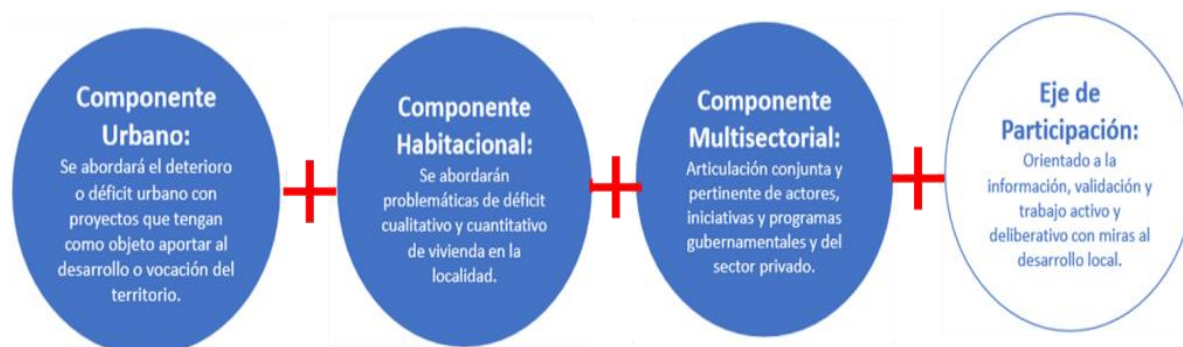 Componente
Urbano:
Se abordará el deterioro
o déficit urbano con
proyectos que tengan
como objeto aportar al
desarrollo o vocación del
territorio.
Componente
Habitacional:
Se abordarán
problemáticas de déficit
cualitativo y cuantitativo
de vivienda en la
localidad.
Componente
Multisectorial:
Articulación conjunta y
pertinente de actores,
iniciativas y programas
gubernamentales y del
sector privado.
Eje de
Participación:
Orientado a la
información, validación y
trabajo activo y
deliberativo con miras al
desarrollo local.